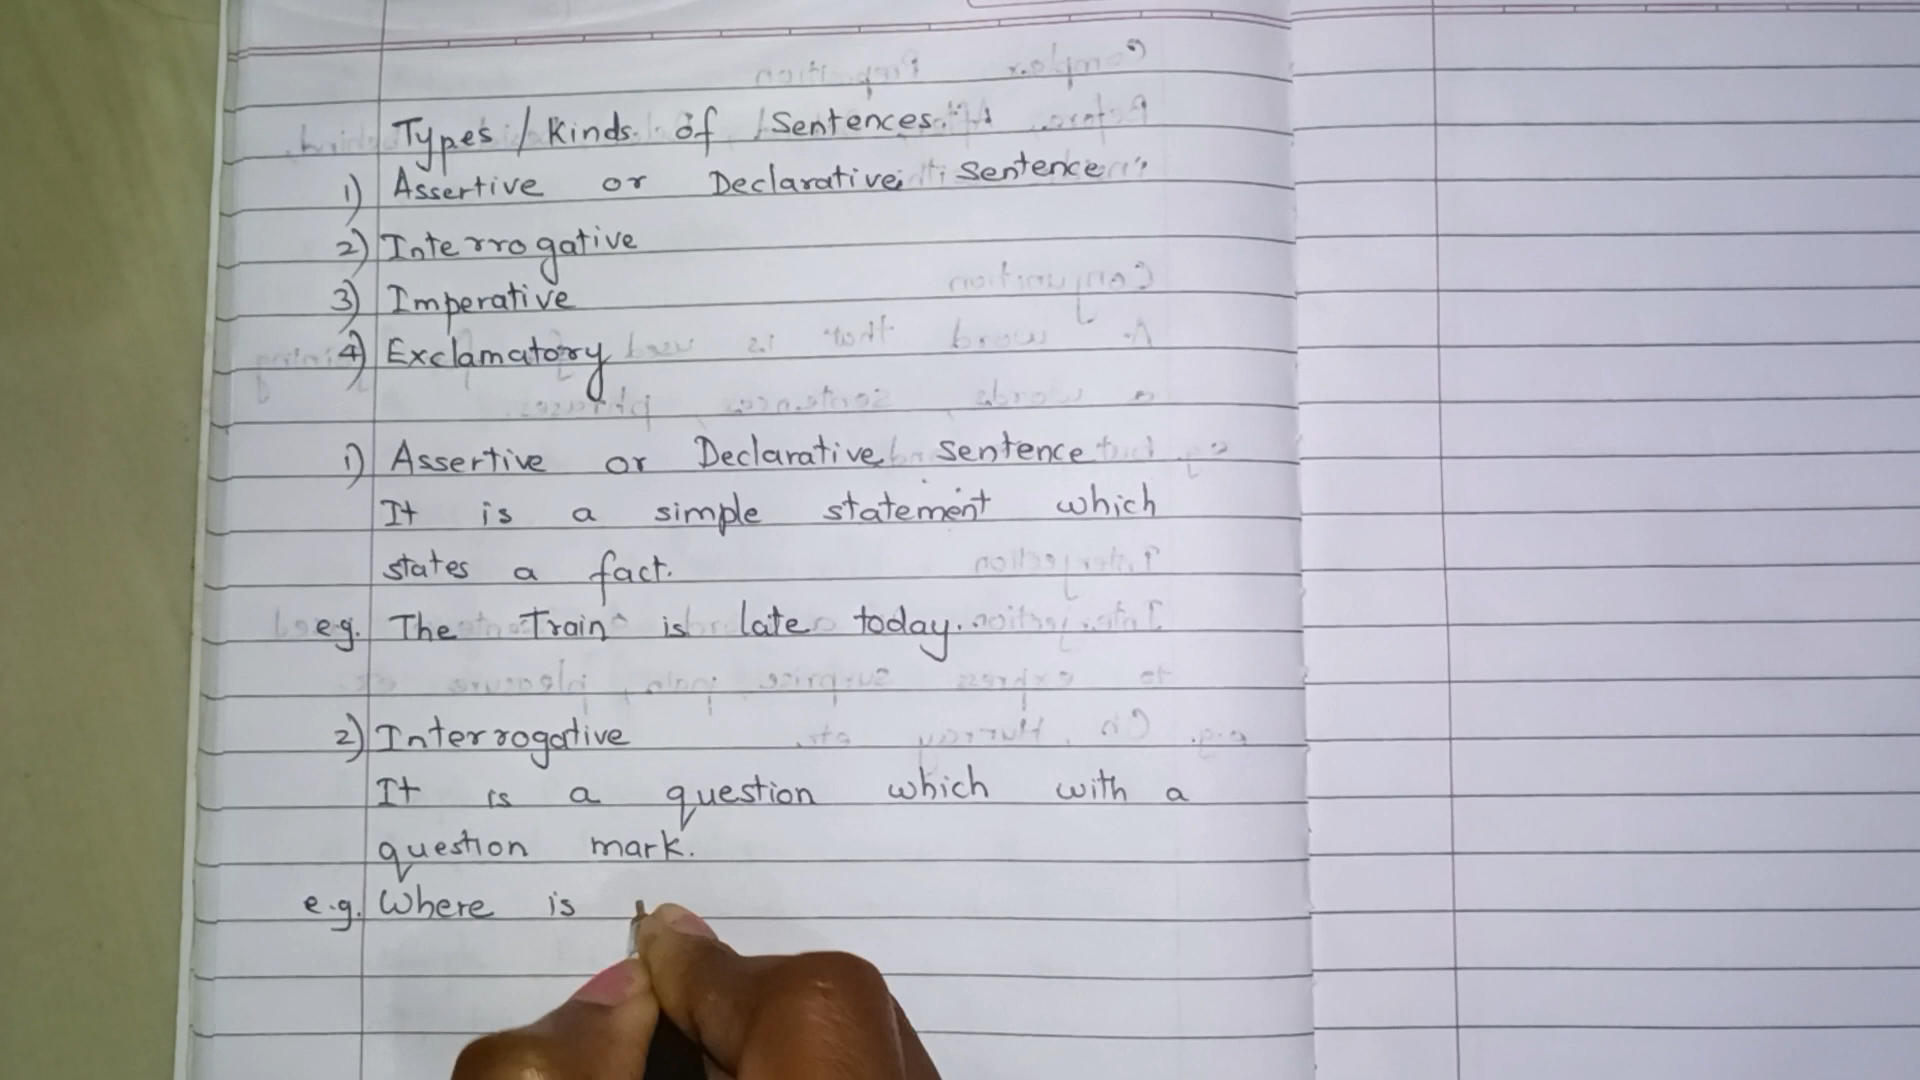 Types / Kinds of Sentences.
1) Assertive or Declarative Sentence
2) Interrogative
3) Imperative
4) Exclamatory
1) Assertive or Declarative Sentence
It is a simple statement which
states a fact.
e.g. The Train is late today.
2) Interrogative
It is a question which with a
question mark.
e.g. Where is